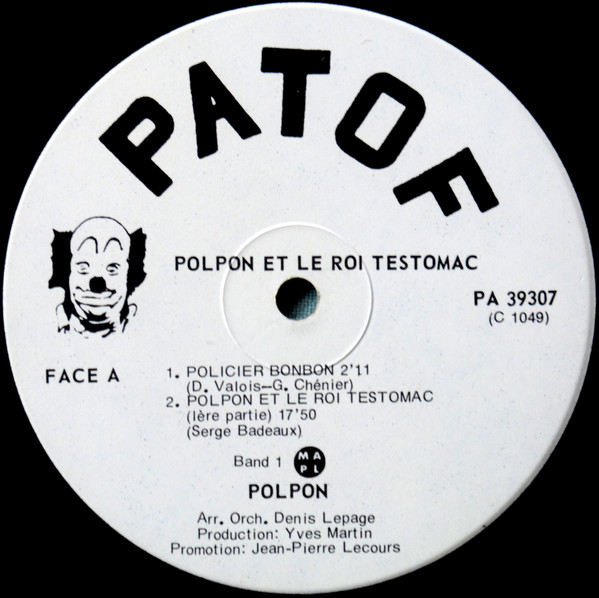 PATOF
POLPON ET LE ROI TESTOMAC
PA 39307
(C 1049)
FACE A
1. POLICIER BONBON 2'11
(D. Valois—G. Chénier)
2. POLPON ET LE ROI TESTOMAC
(lère partie) 17'50
(Serge Badeaux)
Band 1 MAPL
POLPON
Arr. Orch. Denis Lepage
Production: Yves Martin
Promotion: Jean-Pierre Lecours